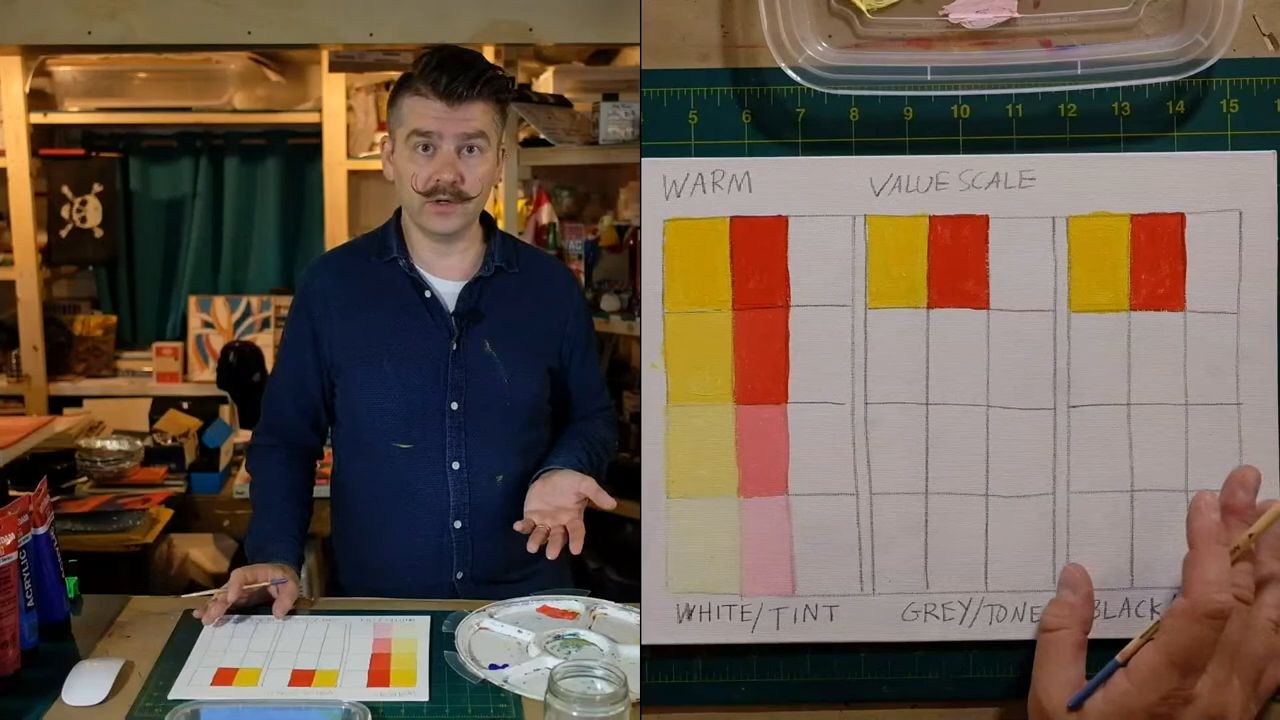 ACRYLIC
5 6 7 8 9 10 11 12 13 14 15
WARM
VALUE SCALE
WHITE/TINT
GREY/TONE
BLACK